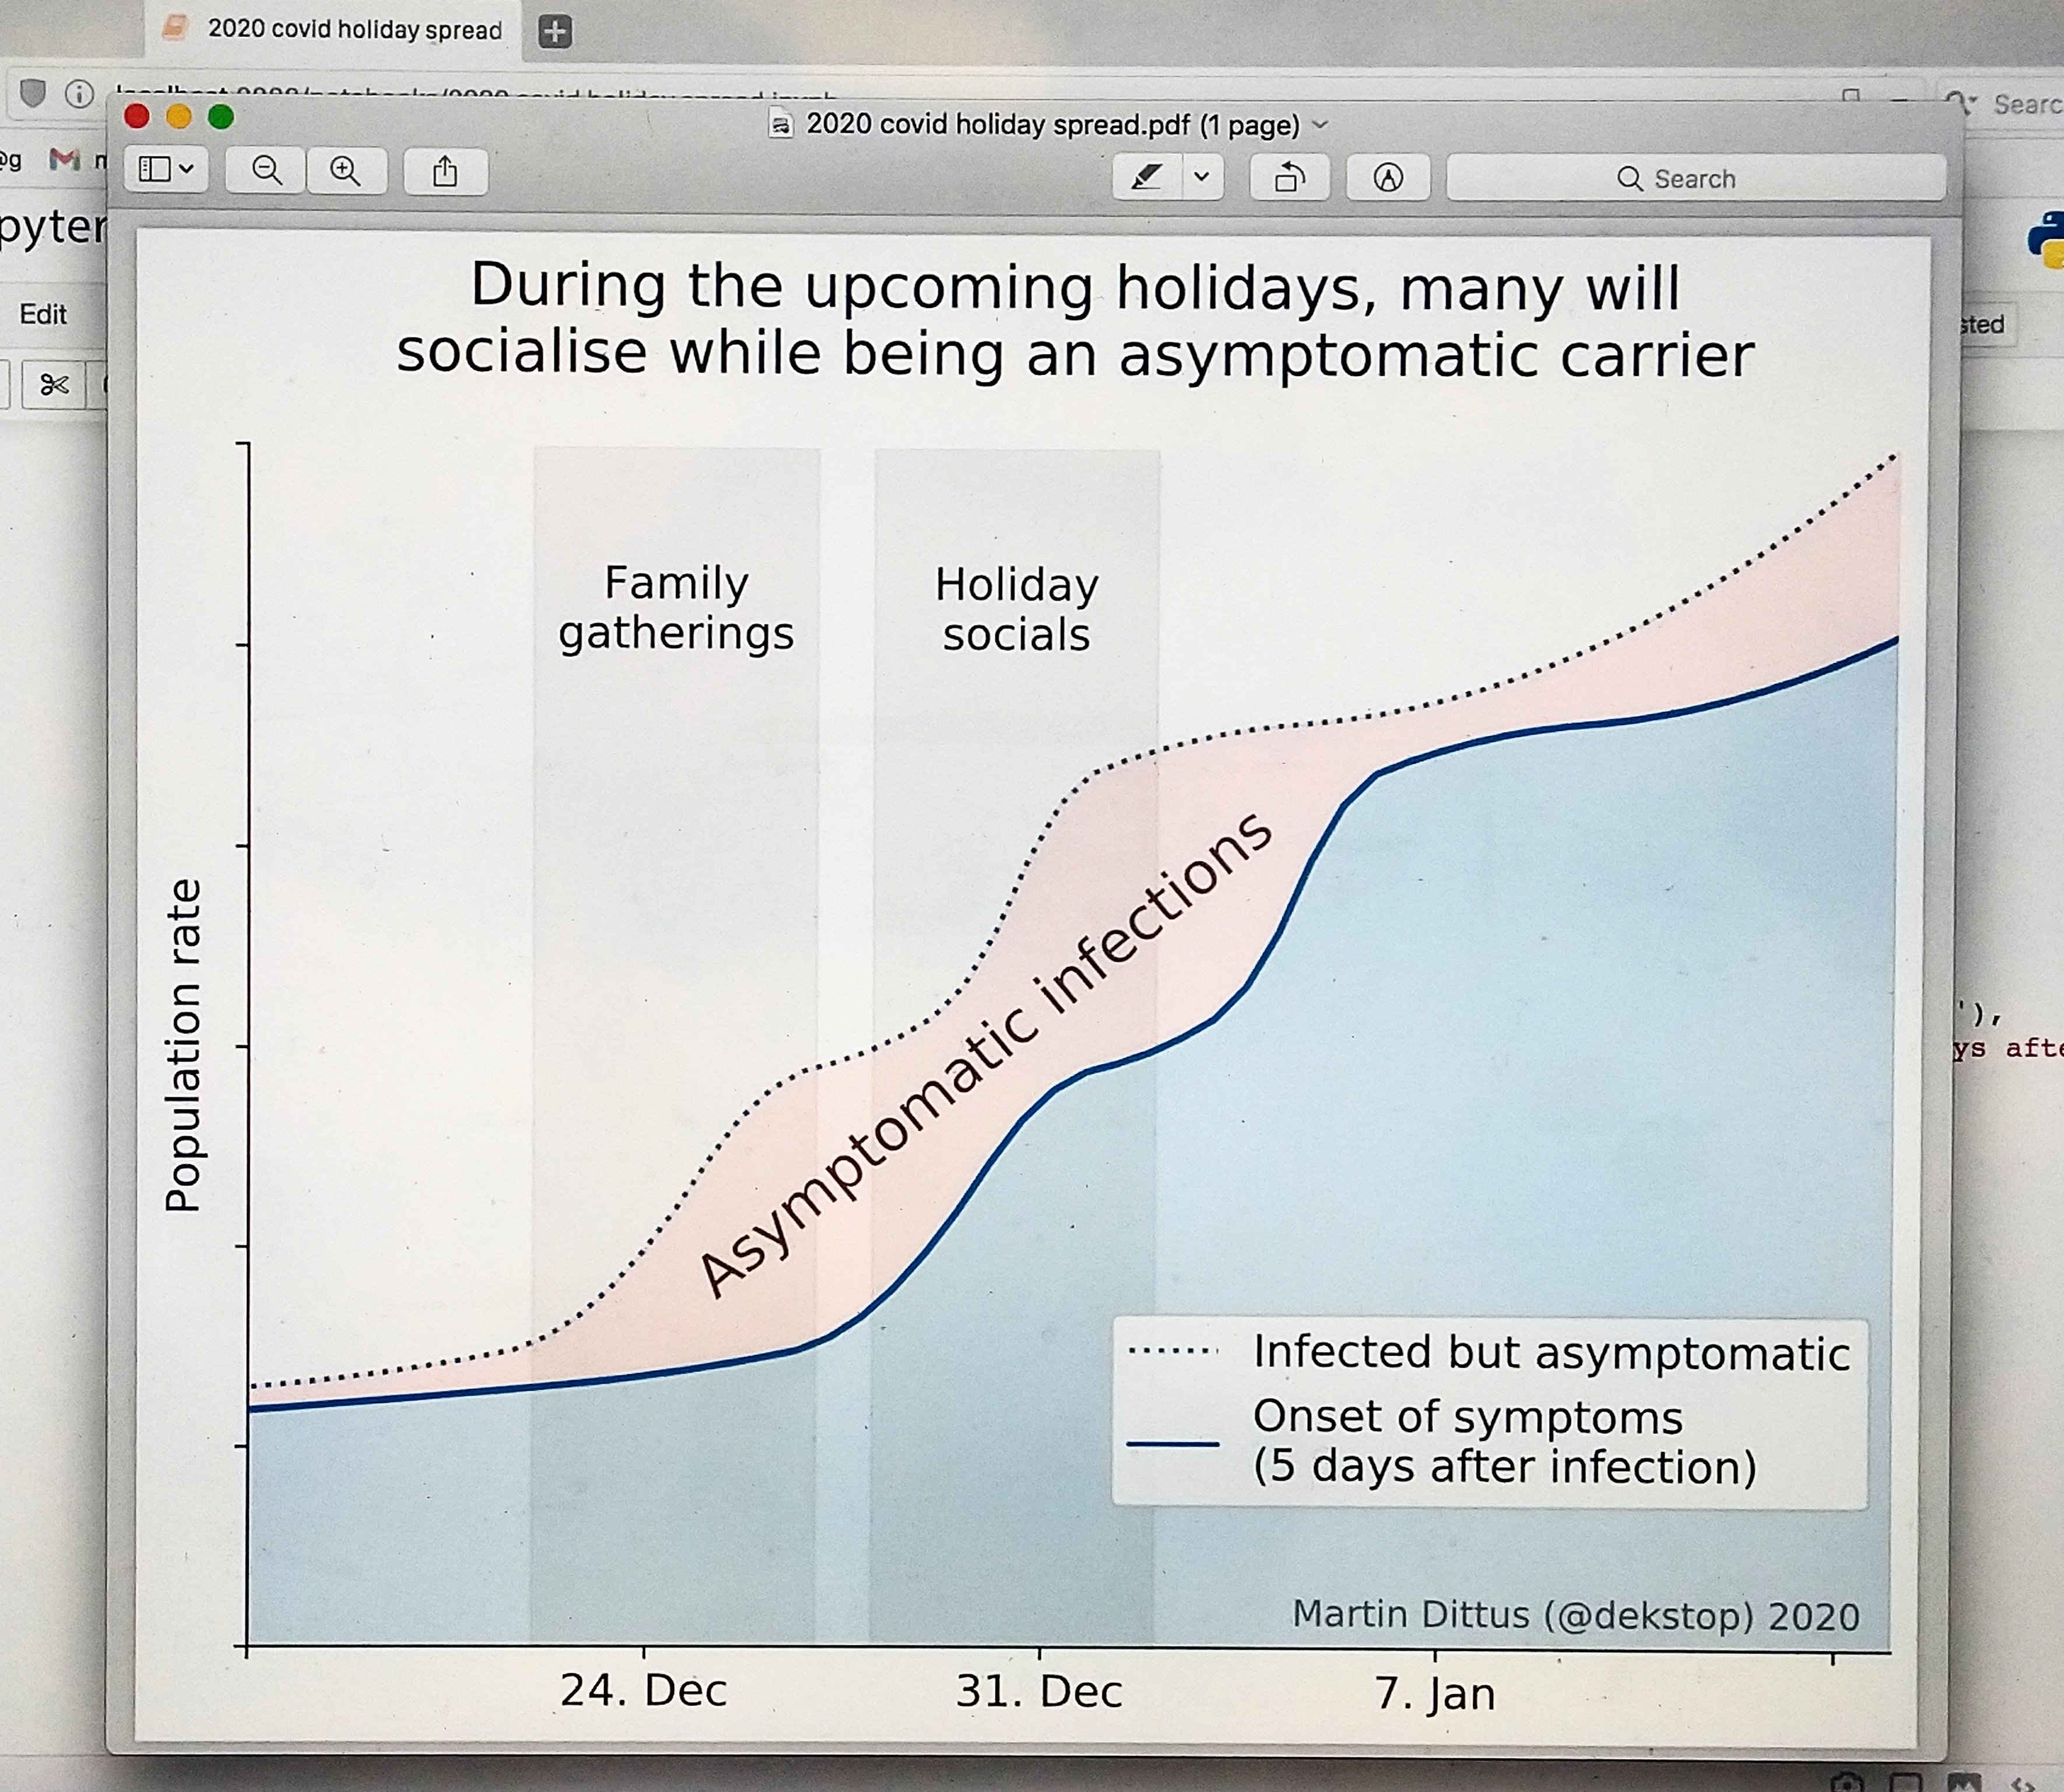 2020 covid holiday spread
Searc
2020 covid holiday spread.pdf (1 page)
Search
pyter
Edit
sted
During the upcoming holidays, many will
socialise while being an asymptomatic carrier
Family
gatherings
Holiday
socials
Asymptomatic infections
Population rate
'),
ys afte
Infected but asymptomatic
Onset of symptoms
(5 days after infection)
Martin Dittus (@dekstop) 2020
24. Dec
31. Dec
7. Jan